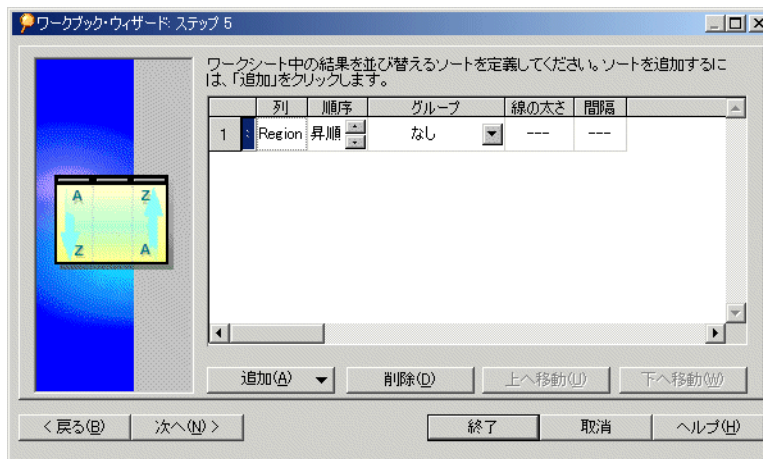 ワークブック・ウィザード: ステップ 5
ワークシート中の結果を並び替えるソートを定義してください。ソートを追加するに
は、「追加」をクリックします。
列 順序 グループ 線の太さ 間隔
1 Region 昇順 なし --- ---
A Z
Z A
追加(A) 削除(D) 上へ移動(U) 下へ移動(W)
< 戻る(B) 次へ(N) > 終了 取消 ヘルプ(H)